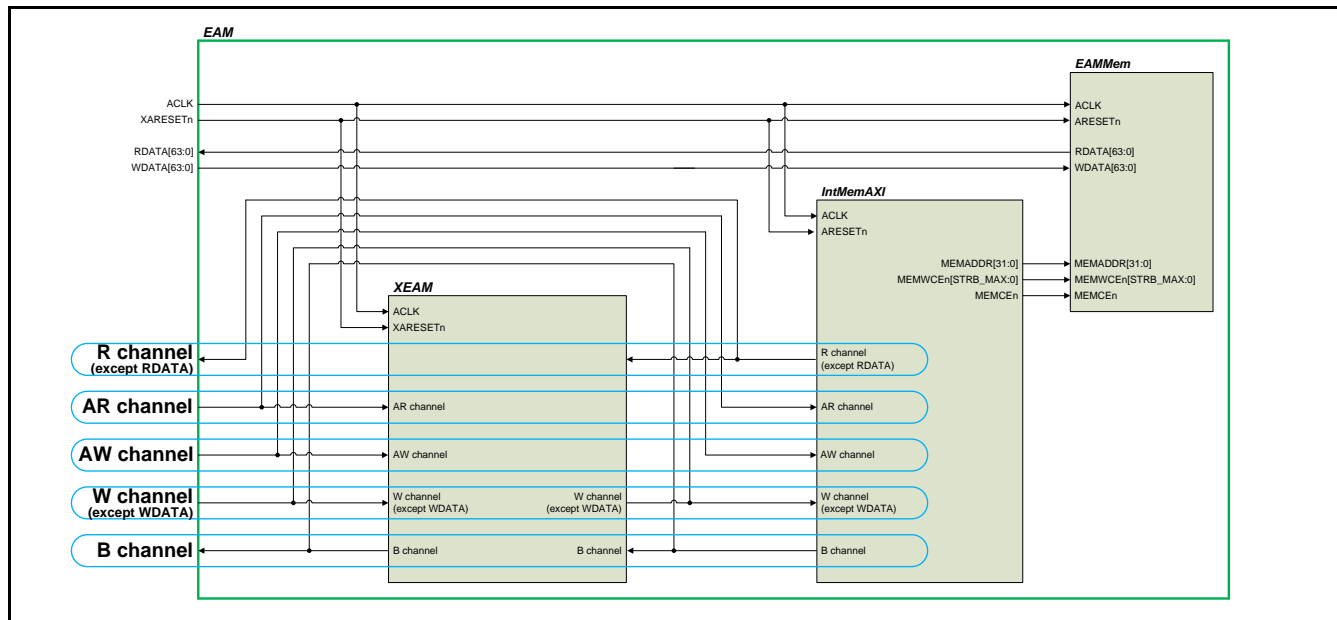 EAM
EAMMem
ACLK
XARESETn
RDATA[63:0]
WDATA[63:0]
ACLK
ARESETn
RDATA[63:0]
WDATA[63:0]
MEMADDR[31:0]
MEMWCEn[STRB_MAX:0]
MEMCEn
IntMemAXI
ACLK
ARESETn
MEMADDR[31:0]
MEMWCEn[STRB_MAX:0]
MEMCEn
R channel
(except RDATA)
AR channel
AW channel
W channel
(except WDATA)
B channel
XEAM
ACLK
XARESETn
AR channel
AW channel
W channel
(except WDATA)
B channel
W channel
(except WDATA)
B channel
R channel
(except RDATA)
AR channel
AW channel
W channel
(except WDATA)
B channel